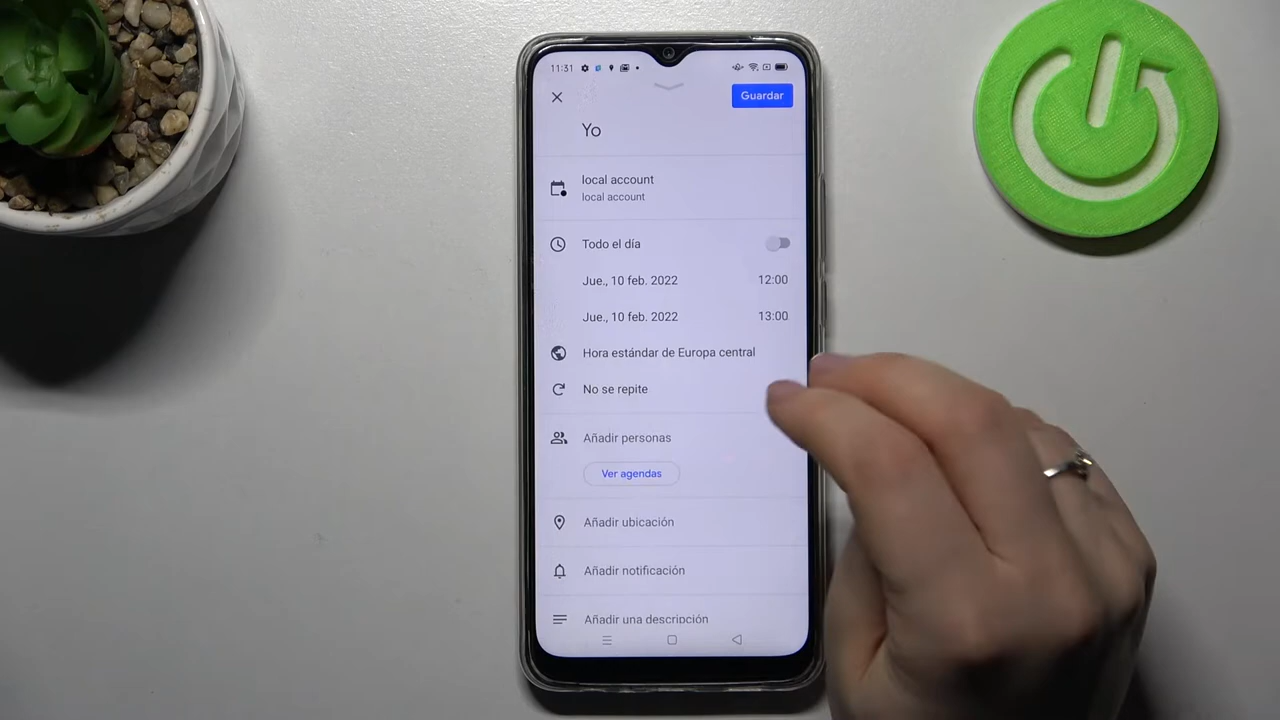 11:31
Guardar
Yo
local account
local account
Todo el día
Jue., 10 feb. 2022 12:00
Jue., 10 feb. 2022 13:00
Hora estándar de Europa central
No se repite
Añadir personas
Ver agendas
Añadir ubicación
Añadir notificación
Añadir una descripción